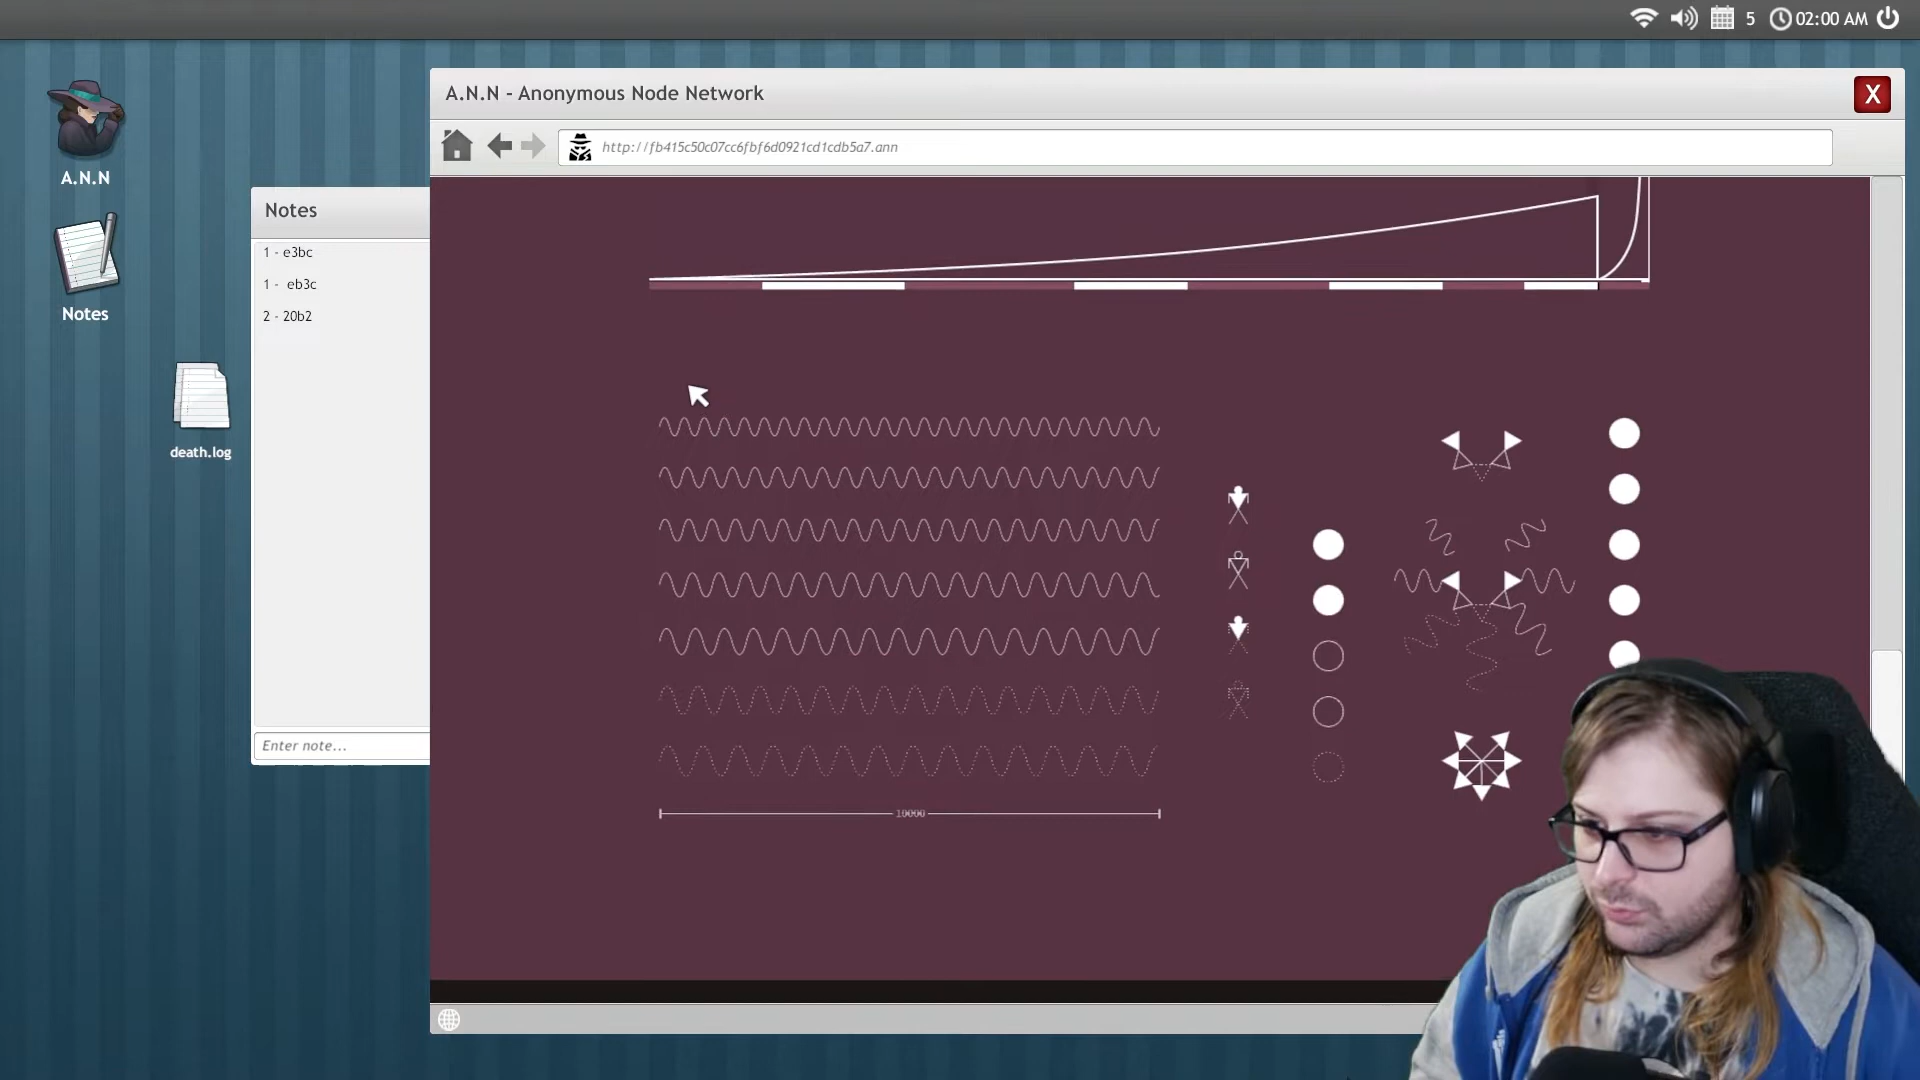 5 02:00 AM
A.N.N - Anonymous Node Network
X
http://fb415c50c07cc6fbf6d0921cd1cdb5a7.ann
A.N.N
Notes
Notes
1 - e3bc
1 - eb3c
2 - 20b2
death.log
Enter note...
10000